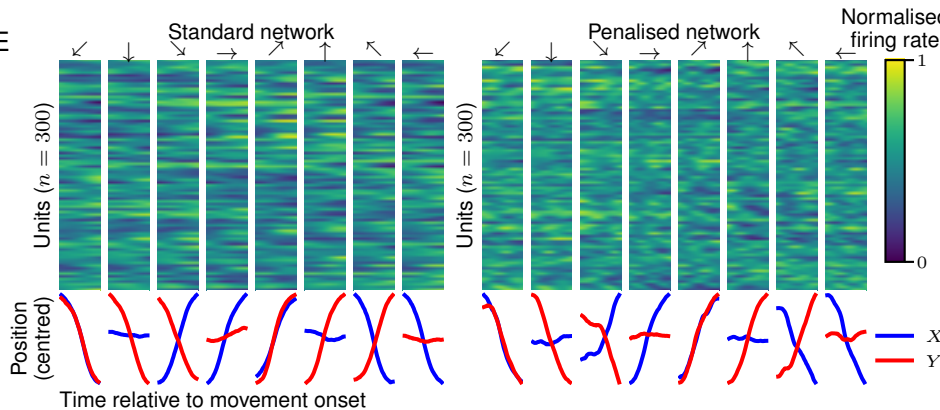 E
Standard network
Penalised network
Normalised
firing rate
↙ ↓ ↘ → ↗ ↑ ↖ ←
↙ ↓ ↘ → ↗ ↑ ↖ ←
1
0
Units (n = 300)
Units (n = 300)
Position
(centred)
X
Y
Time relative to movement onset